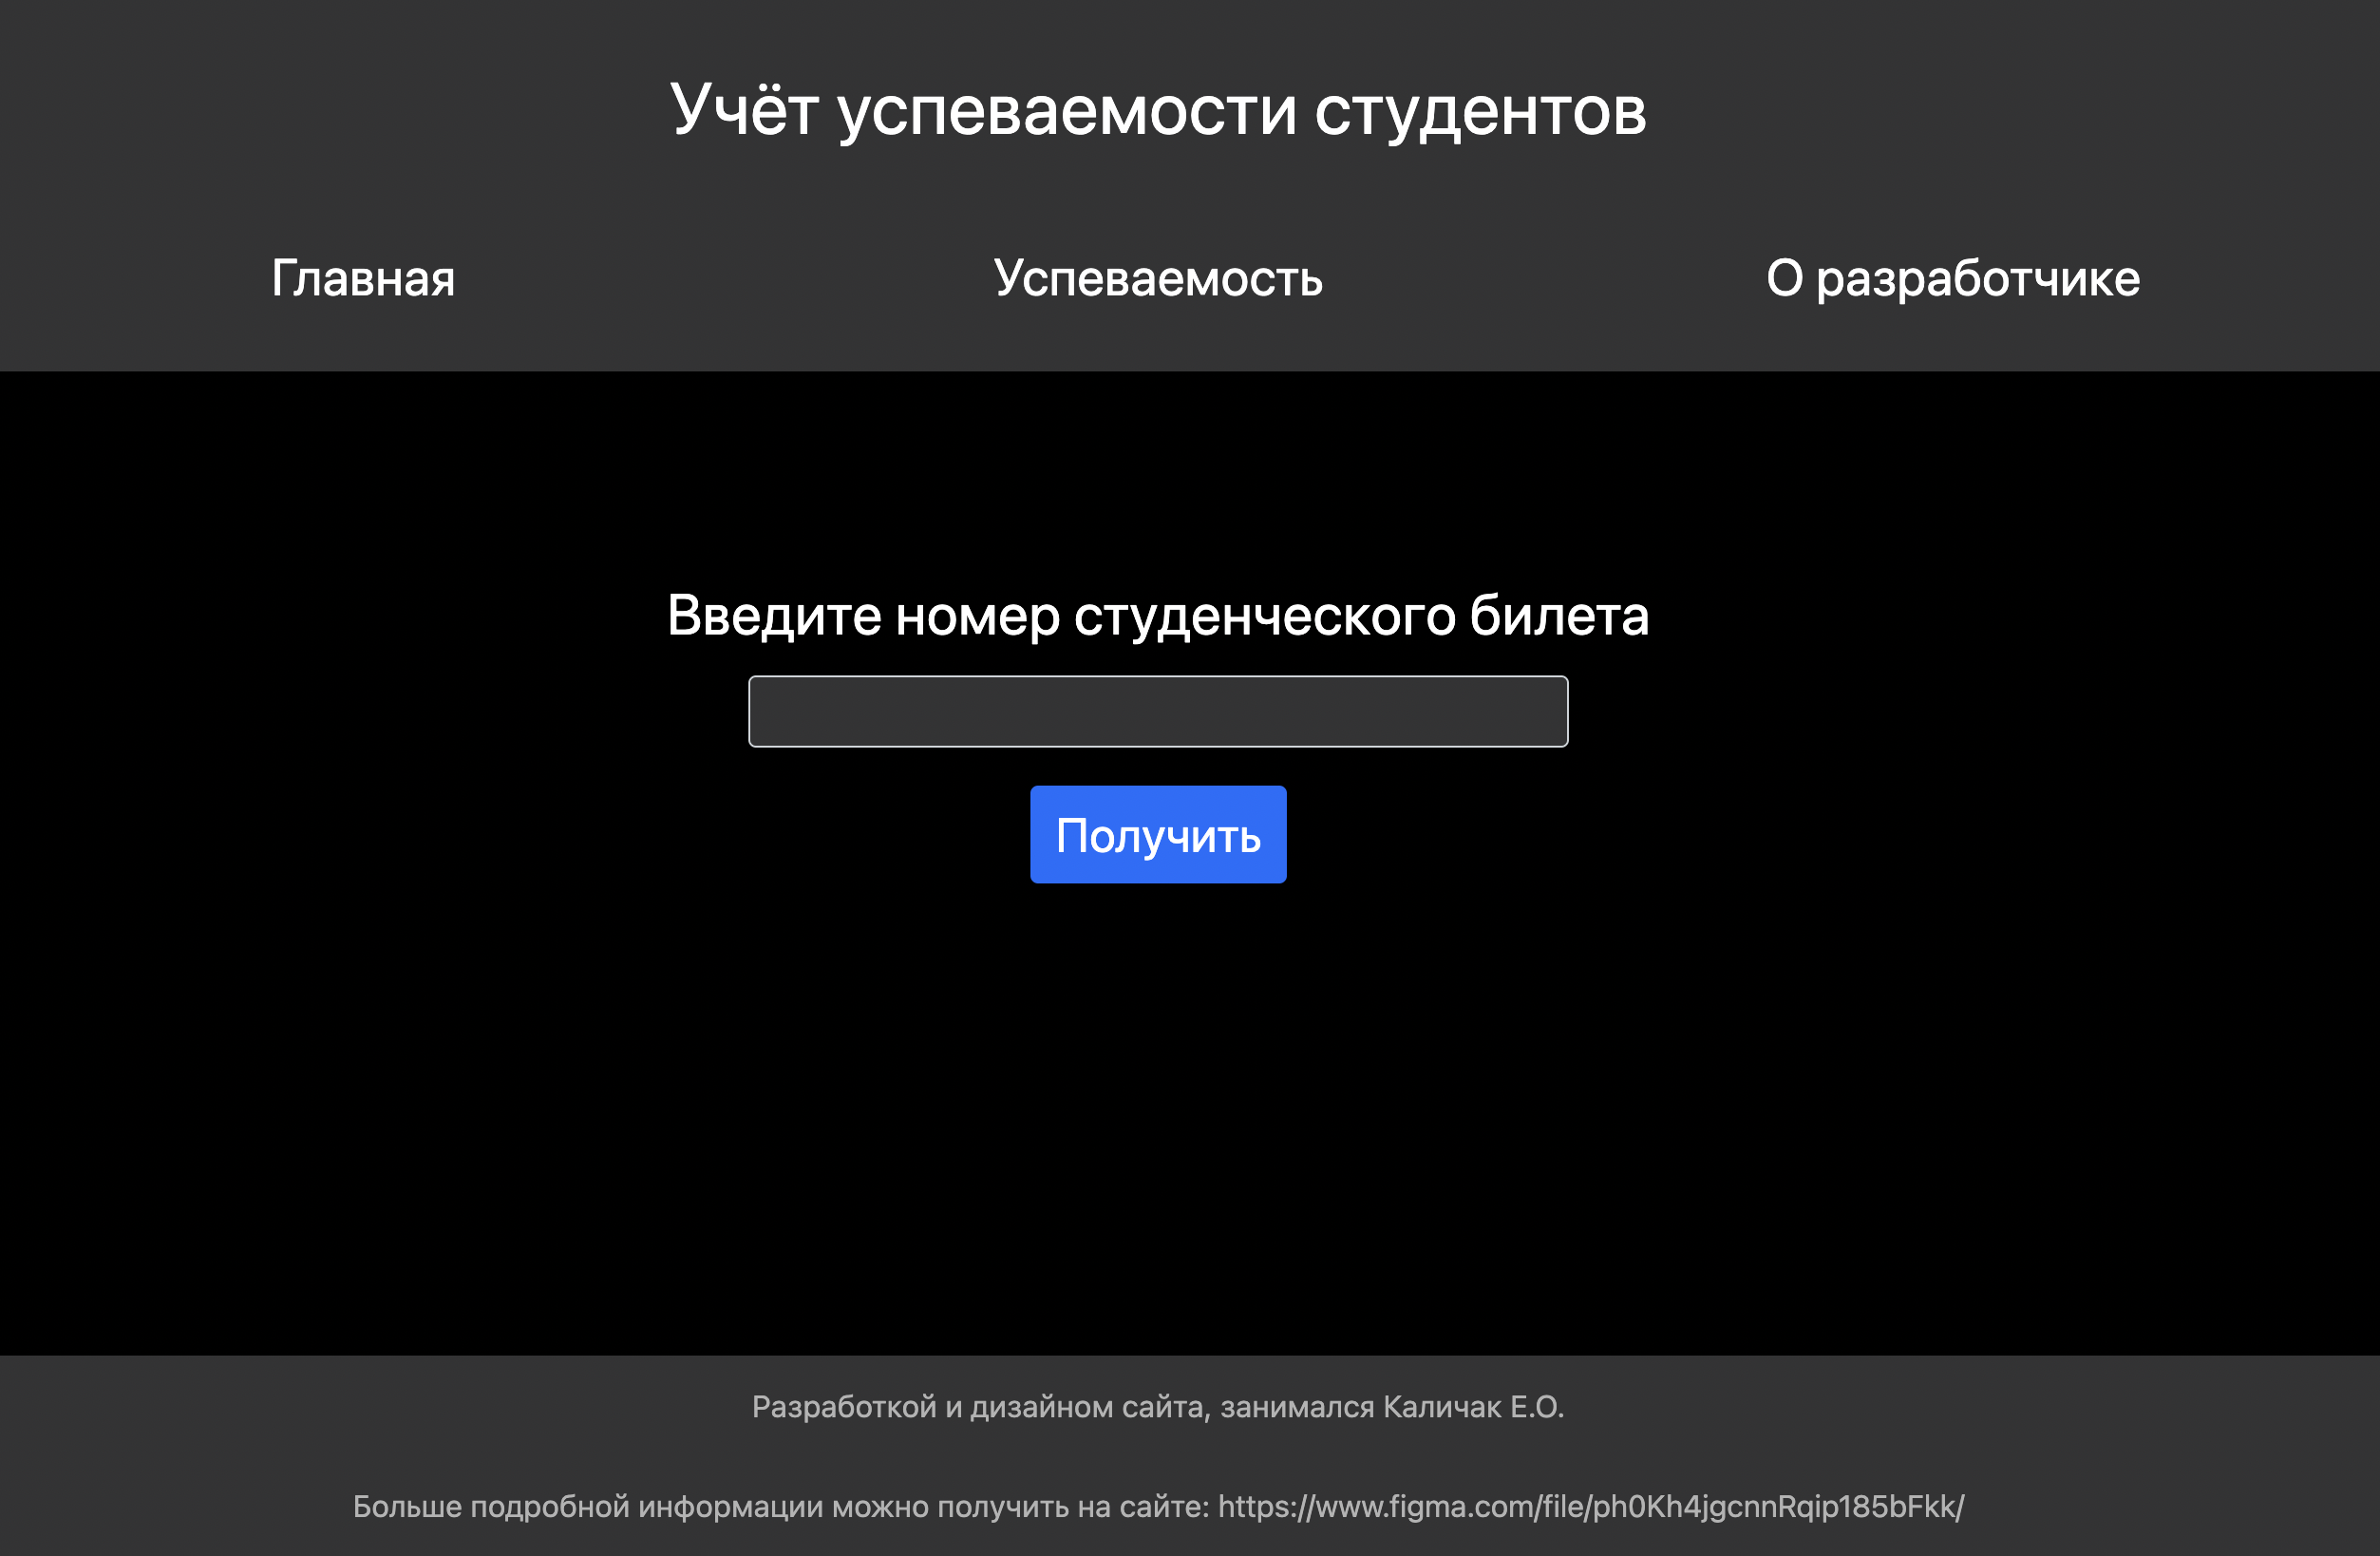 Учёт успеваемости студентов
Главная
Успеваемость
О разработчике
Введите номер студенческого билета
Получить
Разработкой и дизайном сайта, занимался Каличак Е.О.
Больше подробной информации можно получить на сайте: https://www.figma.com/file/ph0Kh4jgcnnRqip185bFkk/